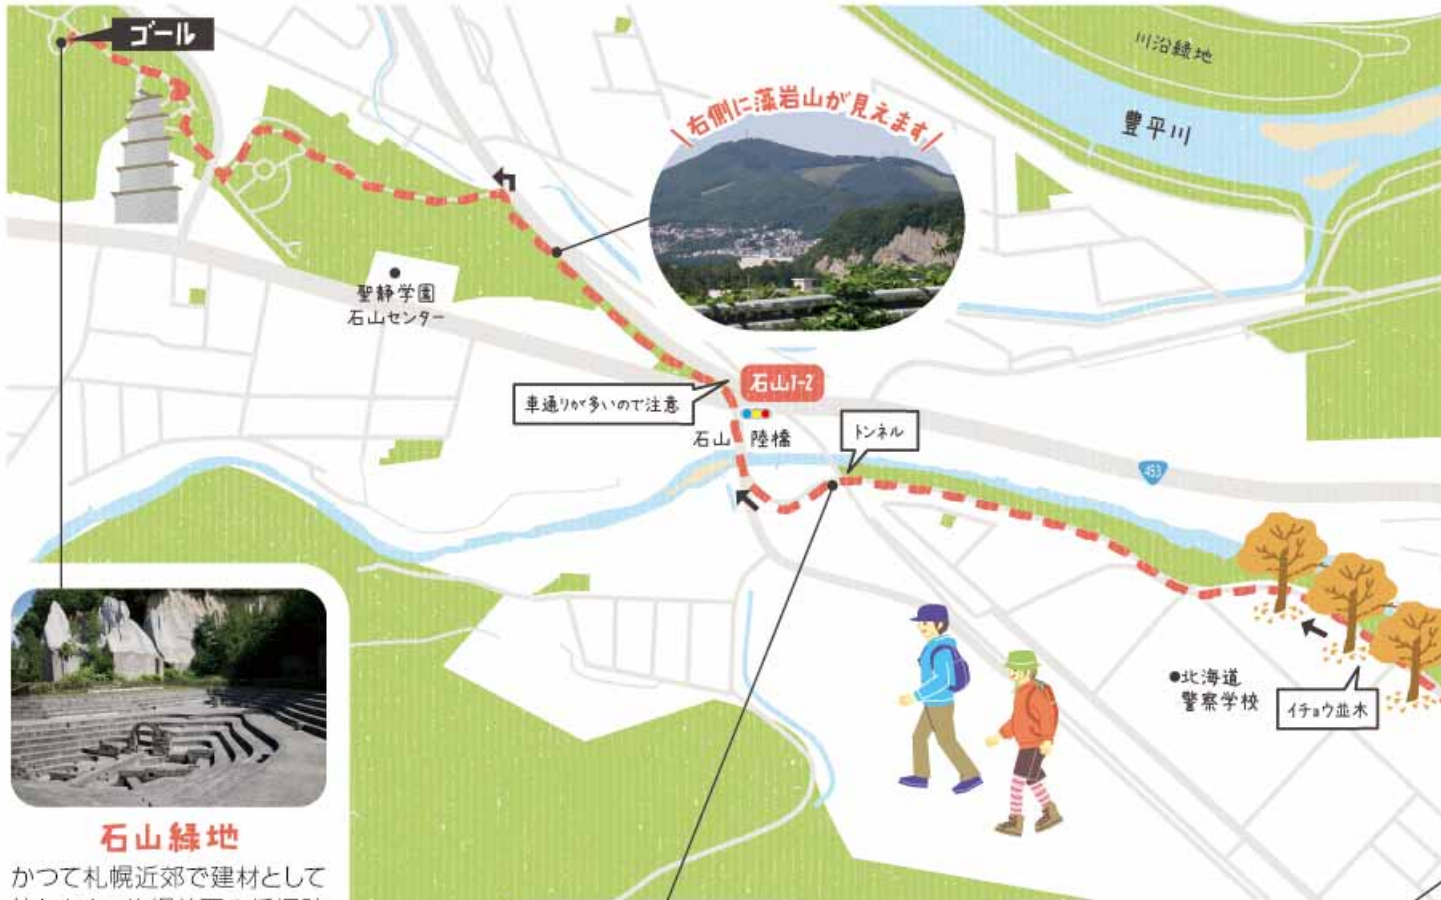 ゴール
川沿緑地
豊平川
\右側に藻岩山が見えます/
聖静学園
石山センター
石山1-2
車通りが多いので注意
石山 陸橋
トンネル
453
●北海道
警察学校
イチョウ並木
石山緑地
かつて札幌近郊で建材として